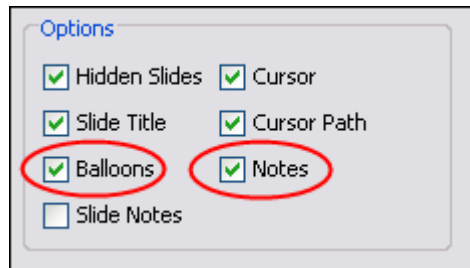 Options
Hidden Slides Cursor
Slide Title Cursor Path
Balloons Notes
Slide Notes